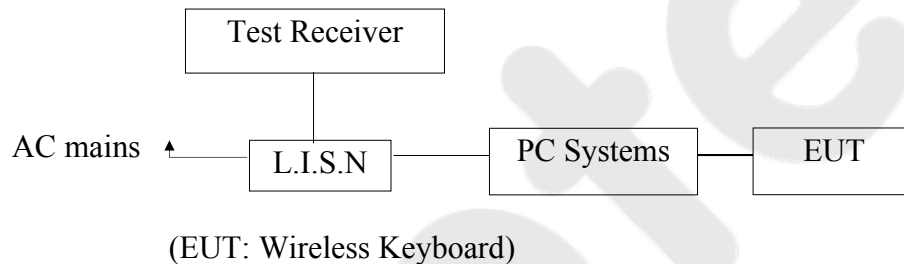 Test Receiver
AC mains
L.I.S.N
PC Systems
EUT
(EUT: Wireless Keyboard)